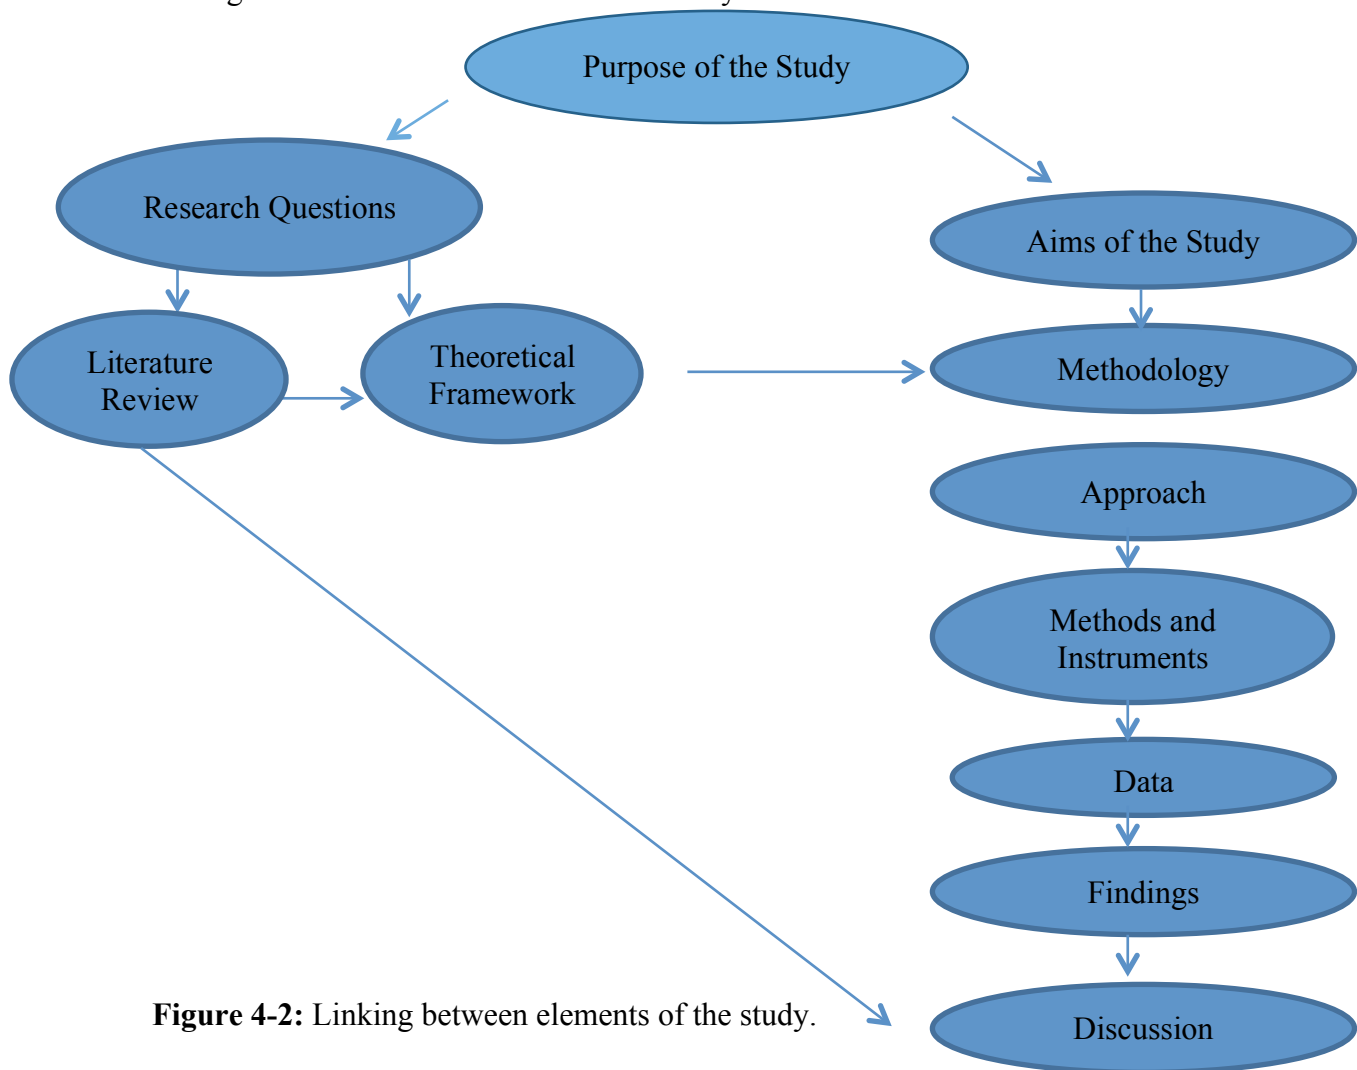 Purpose of the Study
Research Questions
Aims of the Study
Literature
Review
Theoretical
Framework
Methodology
Approach
Methods and
Instruments
Data
Findings
Figure 4-2: Linking between elements of the study.
Discussion